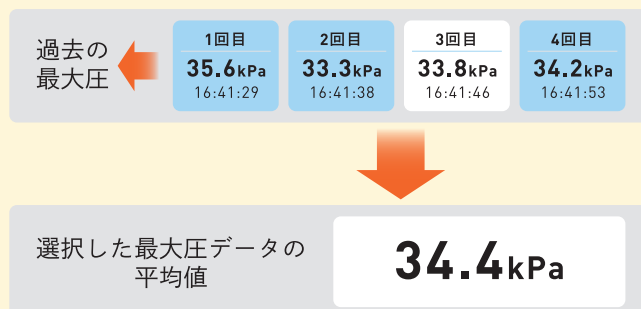 過去の
最大圧
1回目
35.6kPa
16:41:29
2回目
33.3kPa
16:41:38
3回目
33.8kPa
16:41:46
4回目
34.2kPa
16:41:53
選択した最大圧データの
平均値
34.4kPa